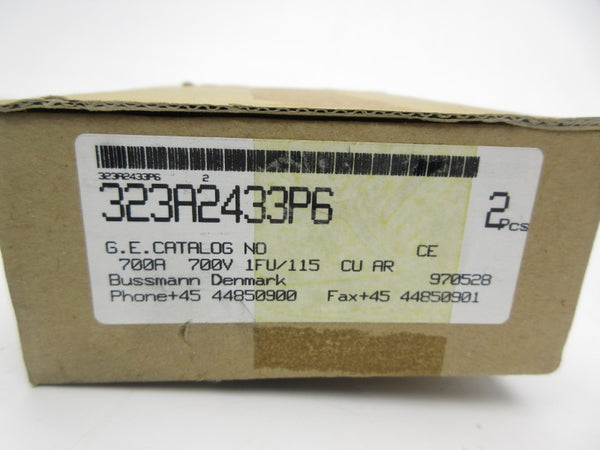 323A2433P6 2
323A2433P6 2 Pcs
G.E.CATALOG NO CE
700A 700V 1FU/115 CU AR
Bussmann Denmark 970528
Phone+45 44850900 Fax+45 44850901